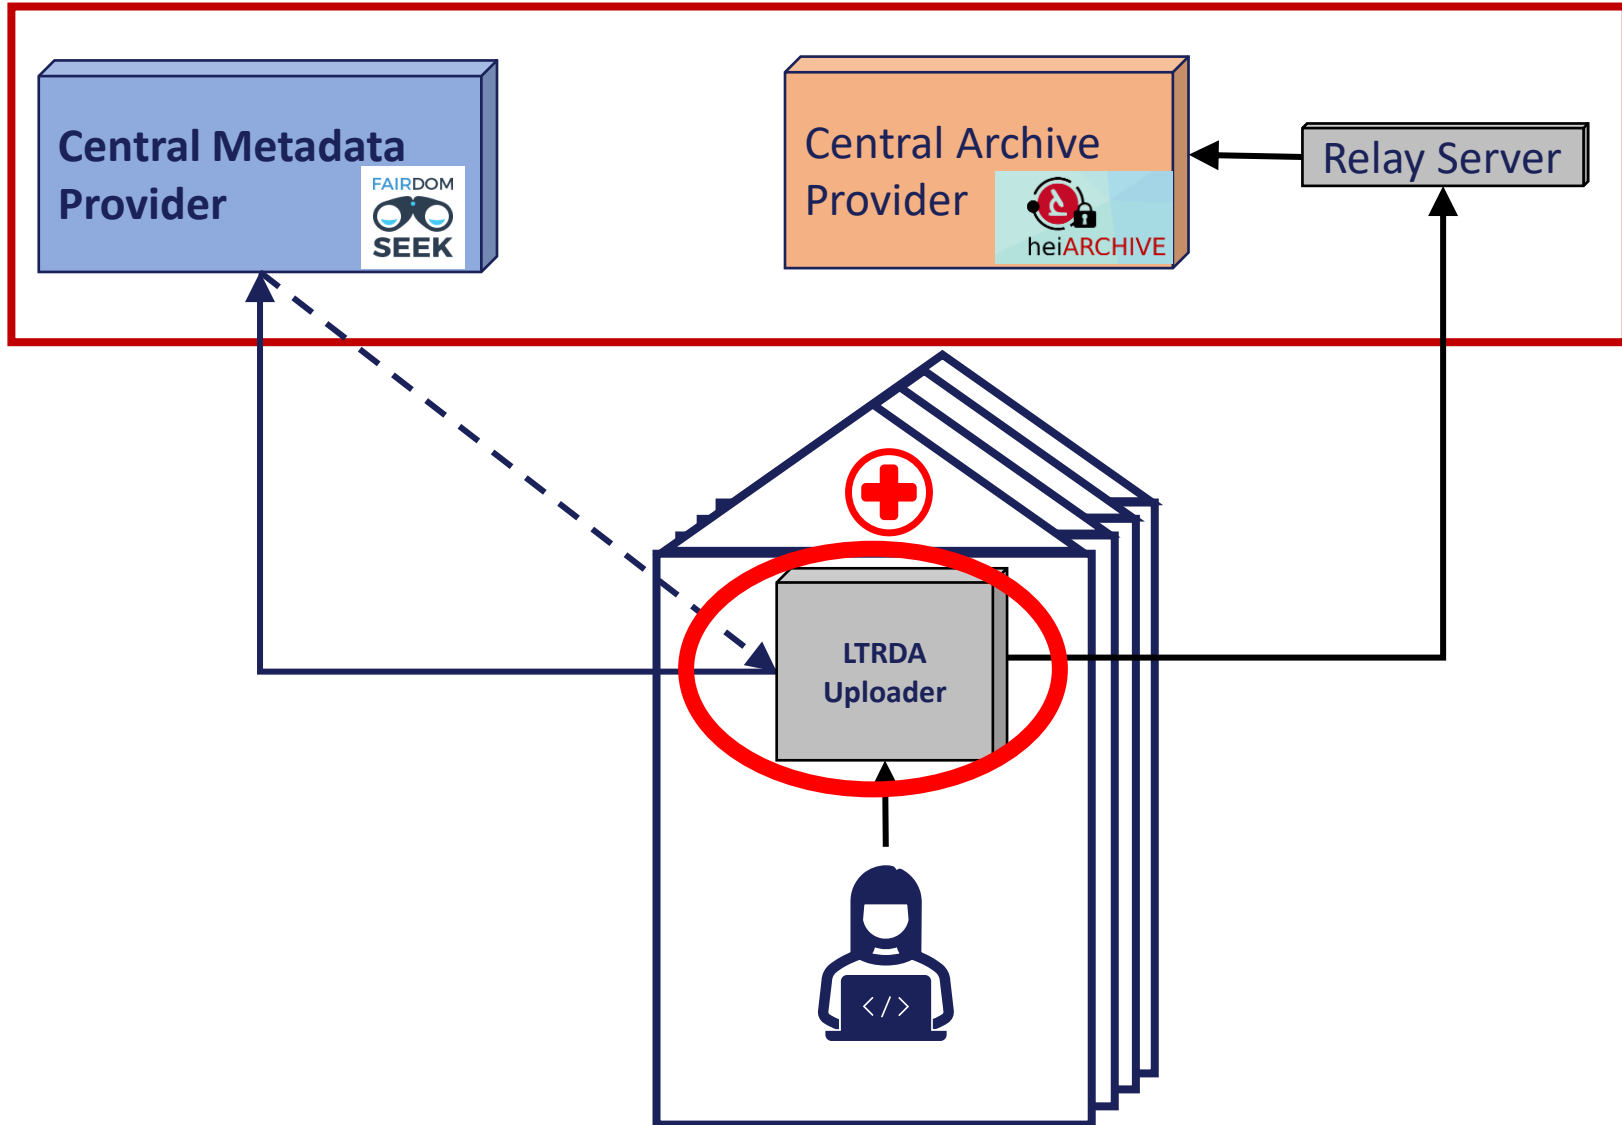 Central Metadata
Provider
FAIRDOM
SEEK
Central Archive
Provider
heiARCHIVE
Relay Server
LTRDA
Uploader
</>